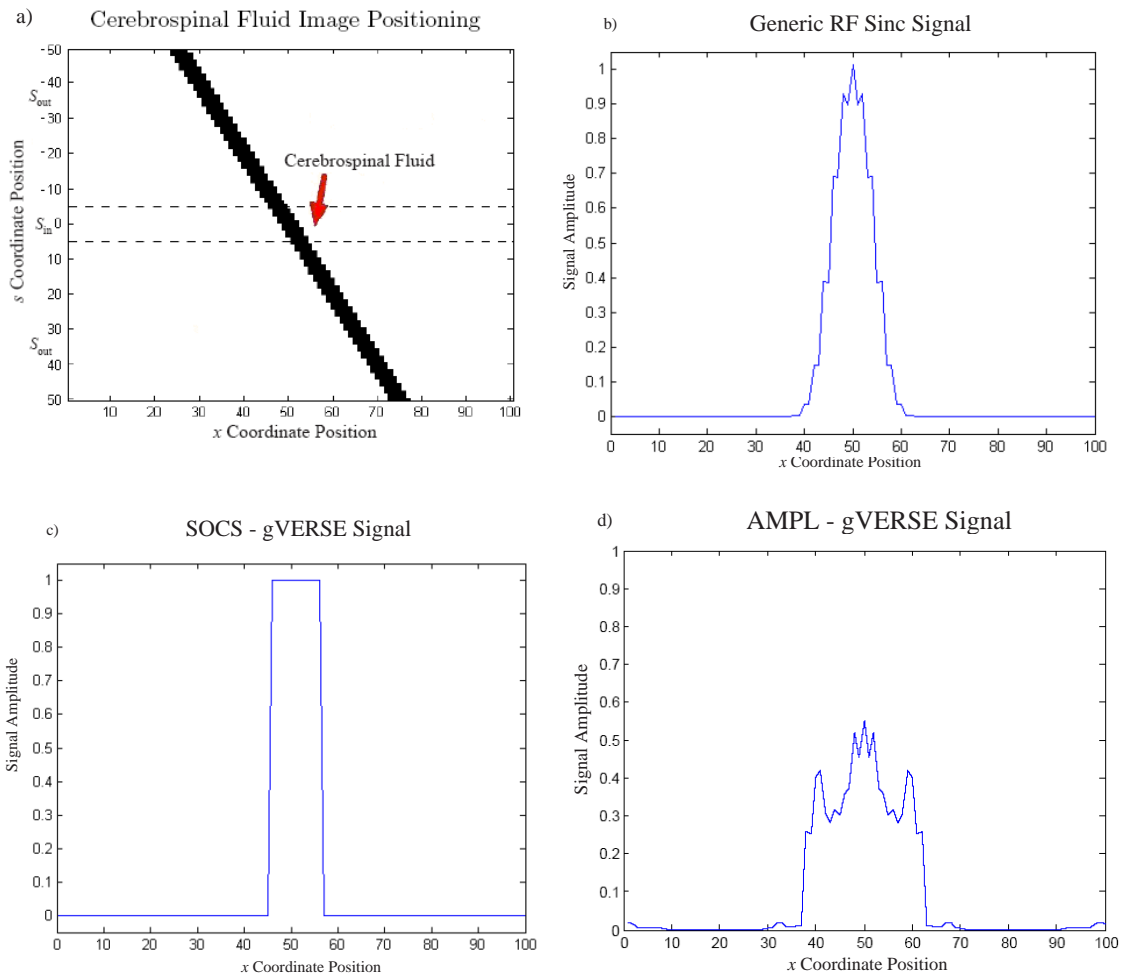 a)
Cerebrospinal Fluid Image Positioning
-50
-40
S_out
-30
-20
-10
S_in 0
10
20
30
S_out
40
50
s Coordinate Position
Cerebrospinal Fluid
10 20 30 40 50 60 70 80 90 100
x Coordinate Position
b)
Generic RF Sinc Signal
1
0.9
0.8
0.7
0.6
0.5
0.4
0.3
0.2
0.1
0
Signal Amplitude
0 10 20 30 40 50 60 70 80 90 100
x Coordinate Position
c)
SOCS - gVERSE Signal
1
0.9
0.8
0.7
0.6
0.5
0.4
0.3
0.2
0.1
0
Signal Amplitude
0 10 20 30 40 50 60 70 80 90 100
x Coordinate Position
d)
AMPL - gVERSE Signal
1
0.9
0.8
0.7
0.6
0.5
0.4
0.3
0.2
0.1
0
Signal Amplitude
0 10 20 30 40 50 60 70 80 90 100
x Coordinate Position